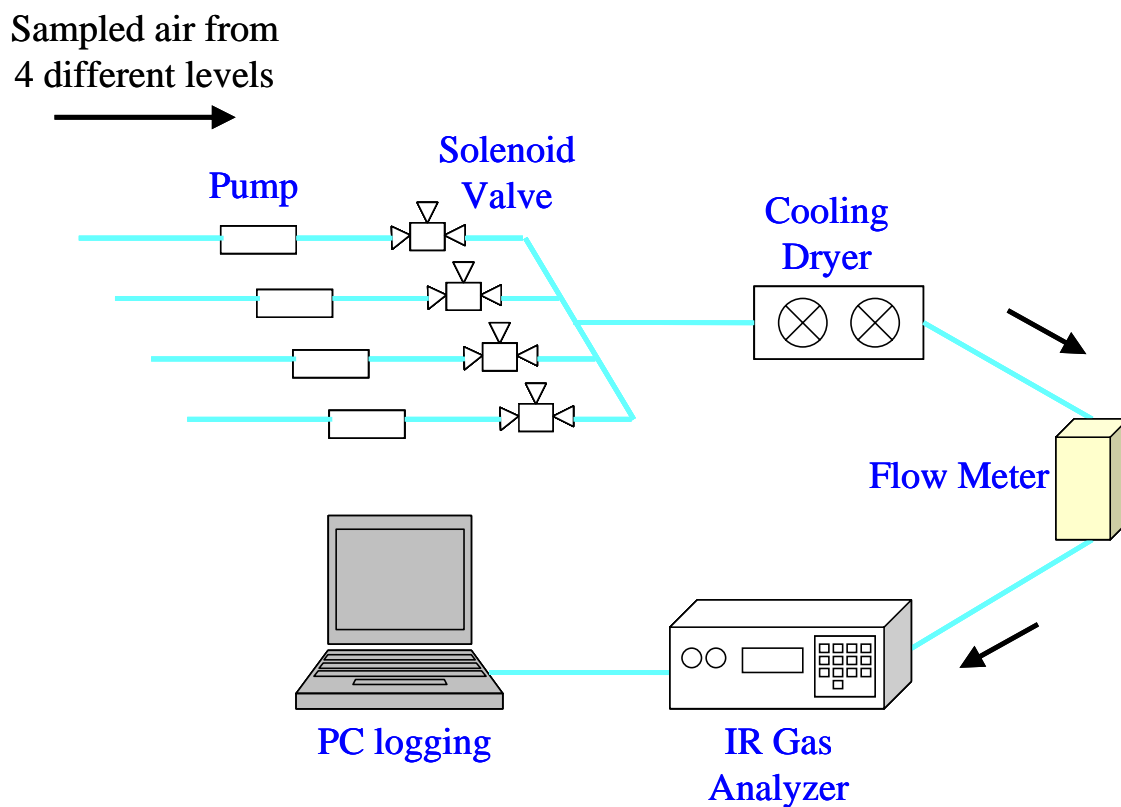 Sampled air from
4 different levels
Solenoid
Valve
Pump
Cooling
Dryer
Flow Meter
PC logging
IR Gas
Analyzer